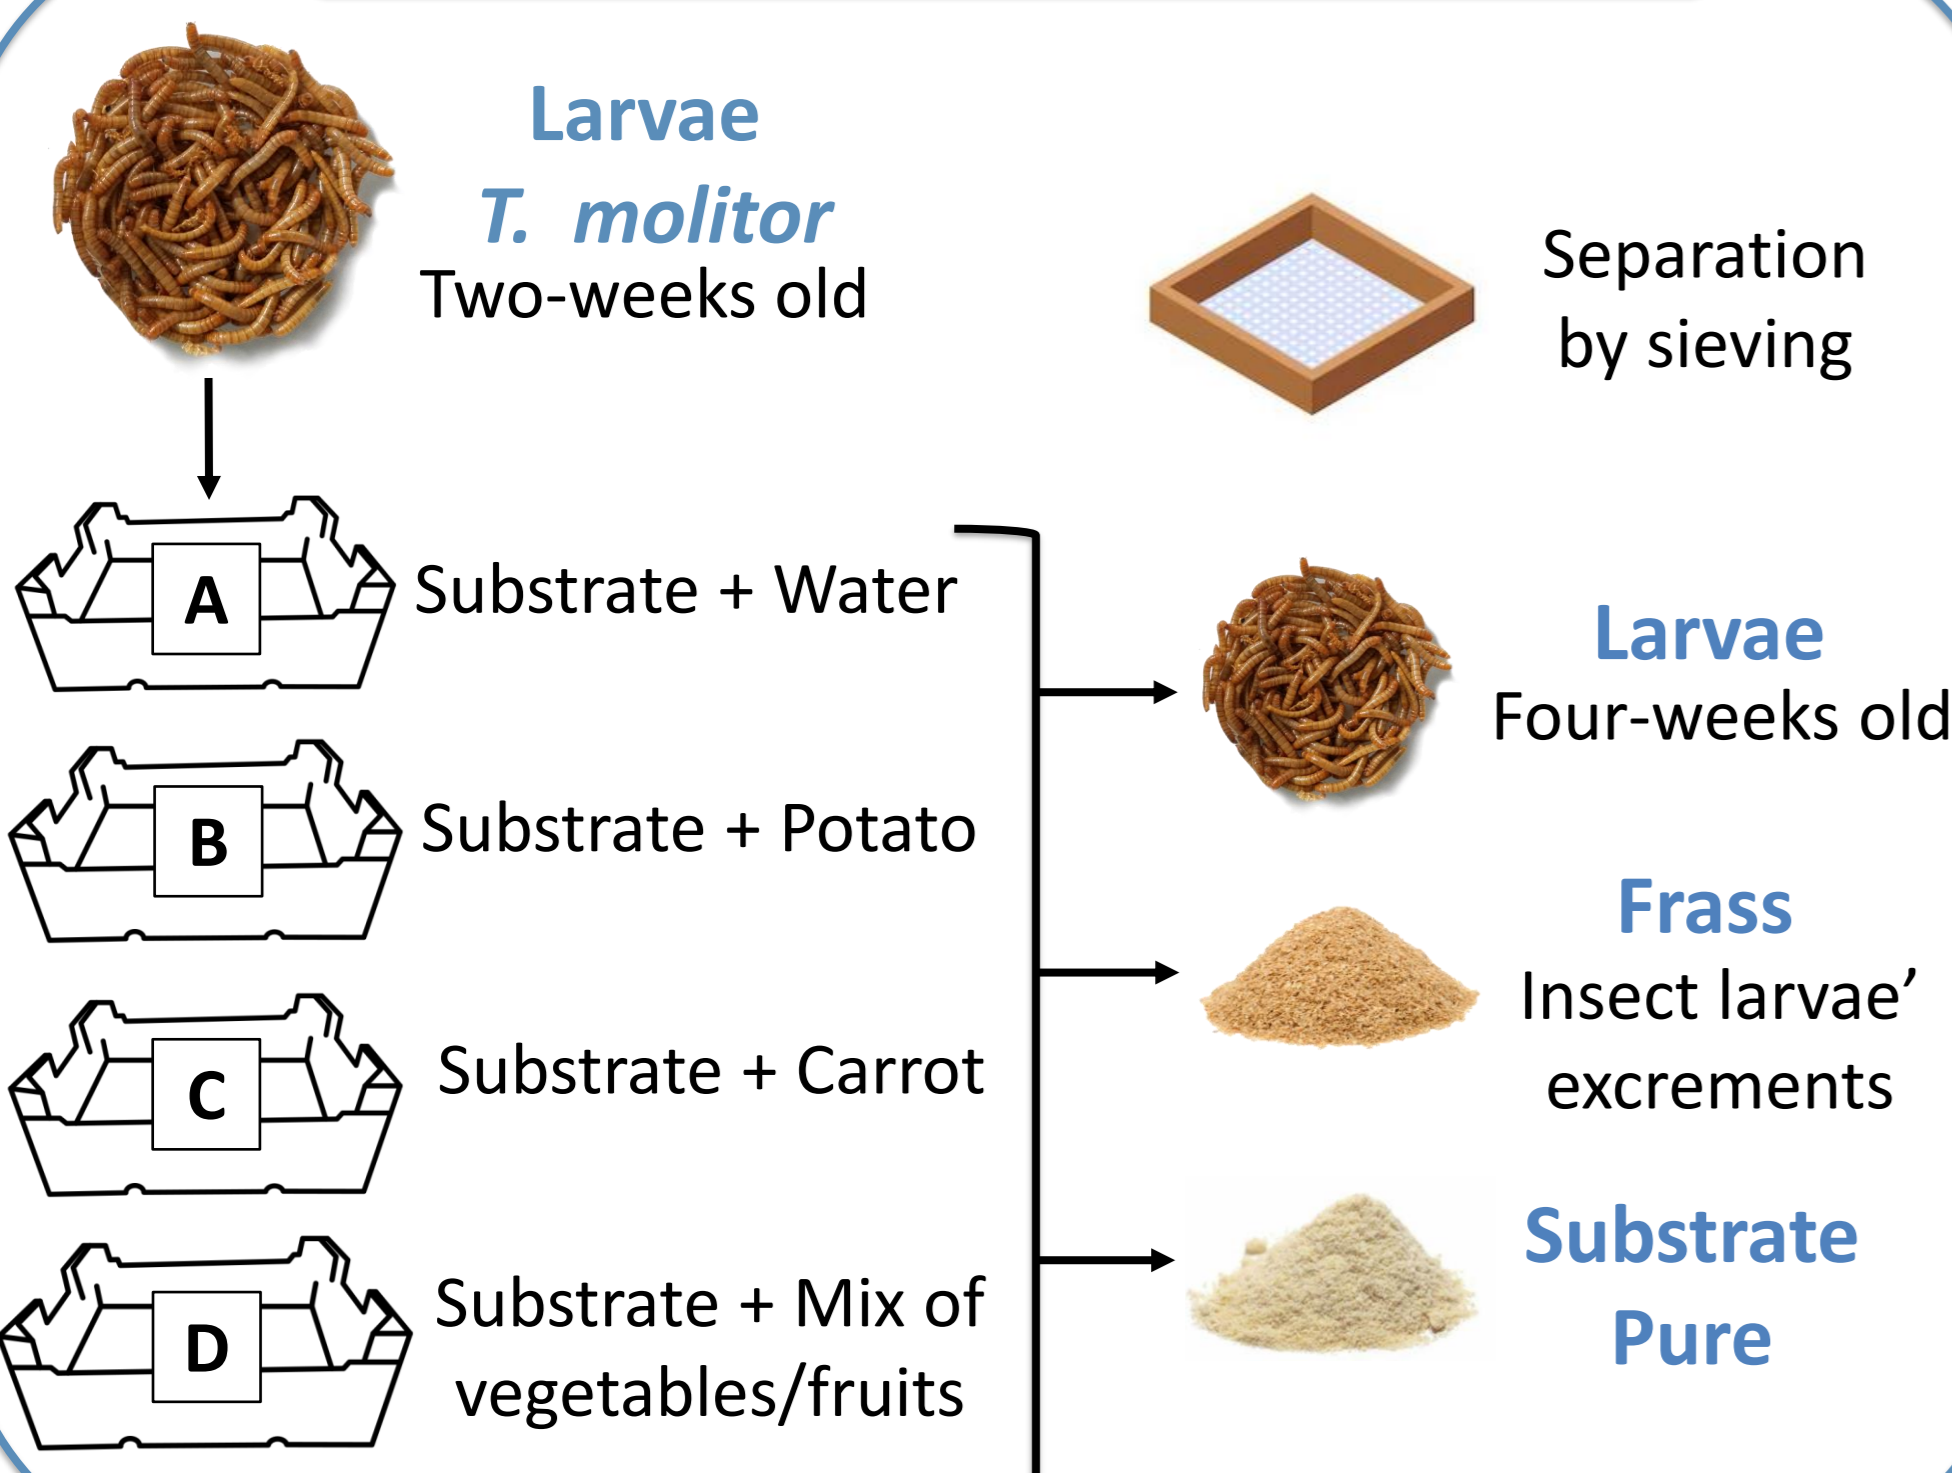 Larvae
T. molitor
Two-weeks old
A
Substrate + Water
B
Substrate + Potato
C
Substrate + Carrot
D
Substrate + Mix of
vegetables/fruits
Separation
by sieving
Larvae
Four-weeks old
Frass
Insect larvae’
excrements
Substrate
Pure